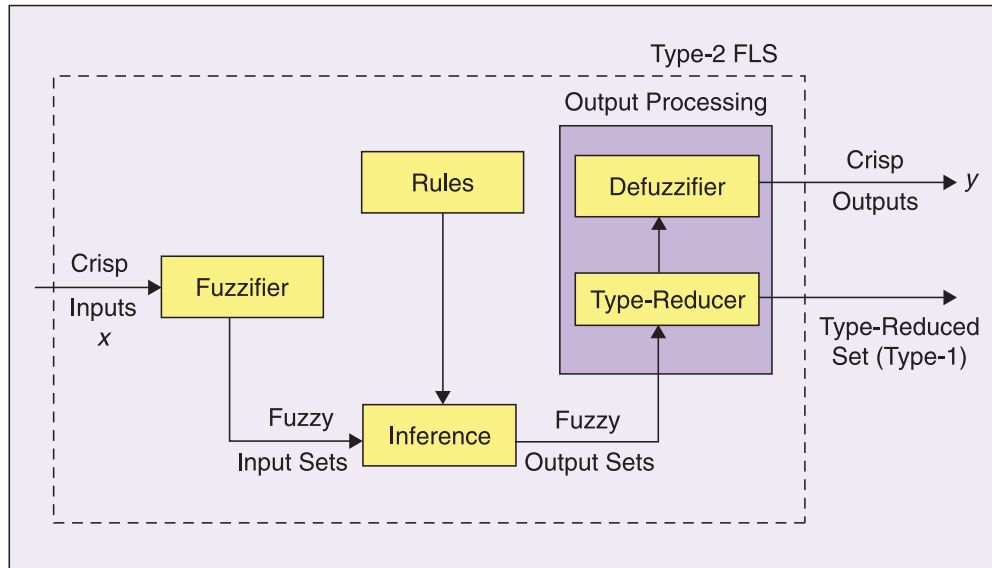 Type-2 FLS
Output Processing
Defuzzifier
Crisp
Outputs
y
Rules
Crisp
Inputs
x
Fuzzifier
Type-Reducer
Type-Reduced
Set (Type-1)
Fuzzy
Input Sets
Inference
Fuzzy
Output Sets